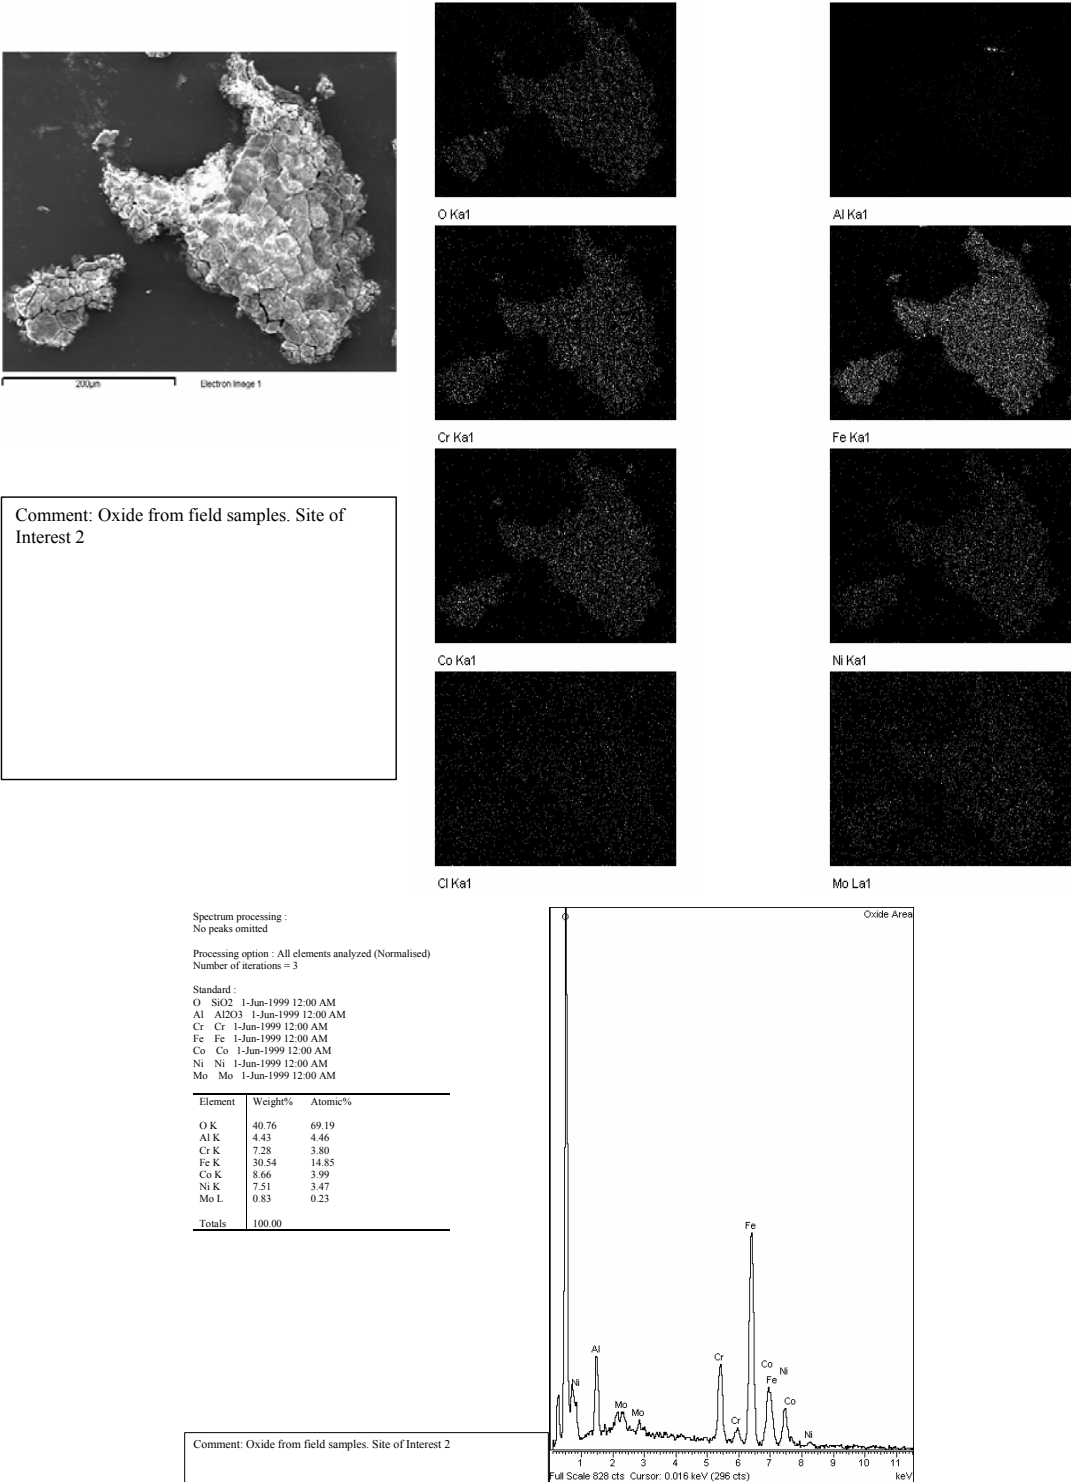 O Ka1
Al Ka1
200µm
Electron Image 1
Cr Ka1
Fe Ka1
Comment: Oxide from field samples. Site of
Interest 2
Co Ka1
Ni Ka1
Cl Ka1
Mo La1
Spectrum processing :
No peaks omitted
Processing option : All elements analyzed (Normalised)
Number of iterations = 3
Standard :
O SiO2 1-Jun-1999 12:00 AM
Al Al2O3 1-Jun-1999 12:00 AM
Cr Cr 1-Jun-1999 12:00 AM
Fe Fe 1-Jun-1999 12:00 AM
Co Co 1-Jun-1999 12:00 AM
Ni Ni 1-Jun-1999 12:00 AM
Mo Mo 1-Jun-1999 12:00 AM
Element Weight% Atomic%
O K 40.76 69.19
Al K 4.43 4.46
Cr K 7.28 3.80
Fe K 30.54 14.85
Co K 8.66 3.99
Ni K 7.51 3.47
Mo L 0.83 0.23
Totals 100.00
Comment: Oxide from field samples. Site of Interest 2
Oxide Area
O
Fe
Al
Cr
Co
Ni
Ni
Fe
Co
Mo
Mo
Cr
Ni
1 2 3 4 5 6 7 8 9 10 11
Full Scale 828 cts Cursor: 0.016 keV (296 cts) keV